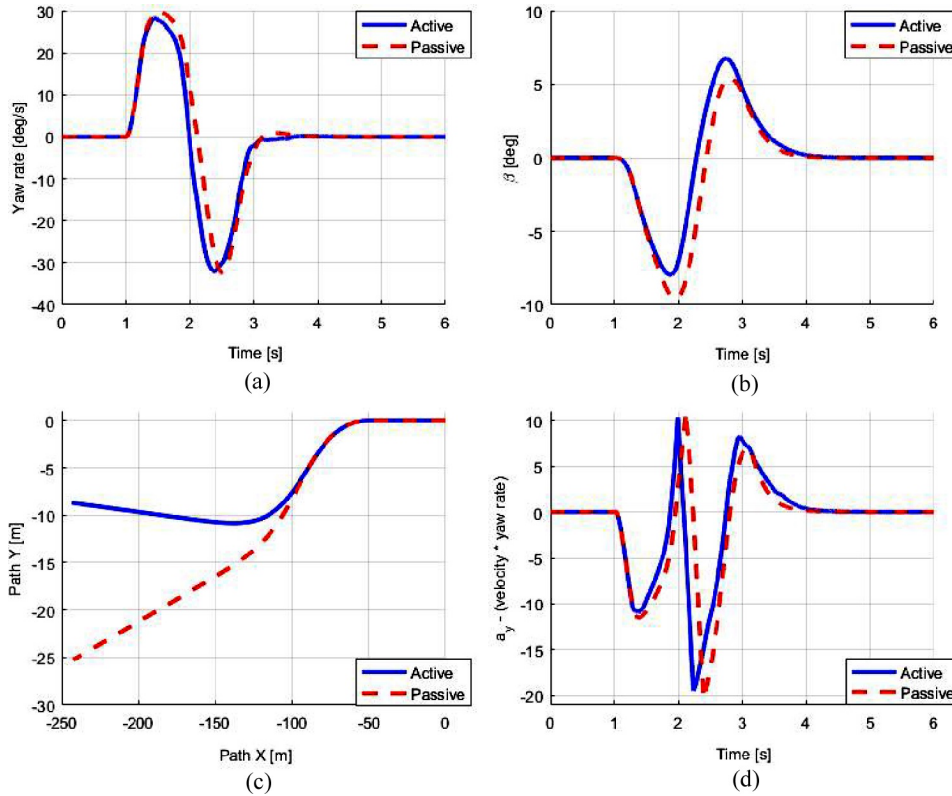 30
20
10
0
-10
-20
-30
-40
Yaw rate [deg/s]
0 1 2 3 4 5 6
Time [s]
Active
Passive
(a)
10
5
0
-5
-10
β [deg]
0 1 2 3 4 5 6
Time [s]
Active
Passive
(b)
0
-5
-10
-15
-20
-25
-30
Path Y [m]
-250 -200 -150 -100 -50 0
Path X [m]
Active
Passive
(c)
10
5
0
-5
-10
-15
-20
a_y - (velocity * yaw rate)
0 1 2 3 4 5 6
Time [s]
Active
Passive
(d)